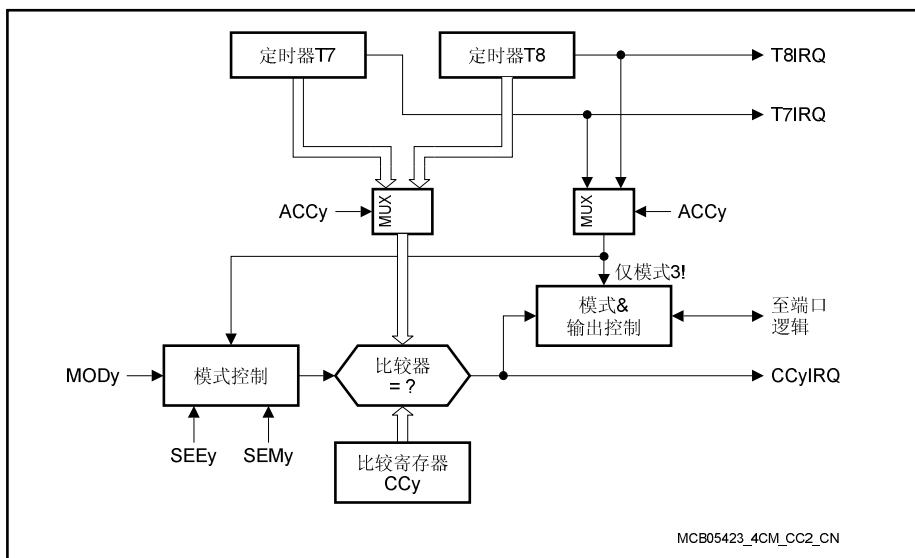 定时器T7
定时器T8
T8IRQ
T7IRQ
ACCy
MUX
MUX
ACCy
仅模式3!
模式&
输出控制
至端口
逻辑
MODy
模式控制
比较器
= ?
CCyIRQ
SEEy
SEMy
比较寄存器
CCy
MCB05423_4CM_CC2_CN